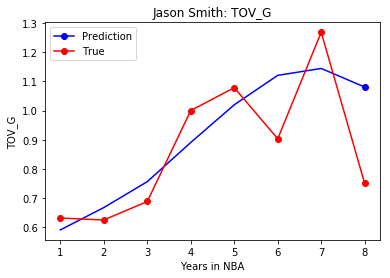 Jason Smith: TOV_G
Prediction
True
1.3
1.2
1.1
1.0
0.9
0.8
0.7
0.6
TOV_G
1 2 3 4 5 6 7 8
Years in NBA